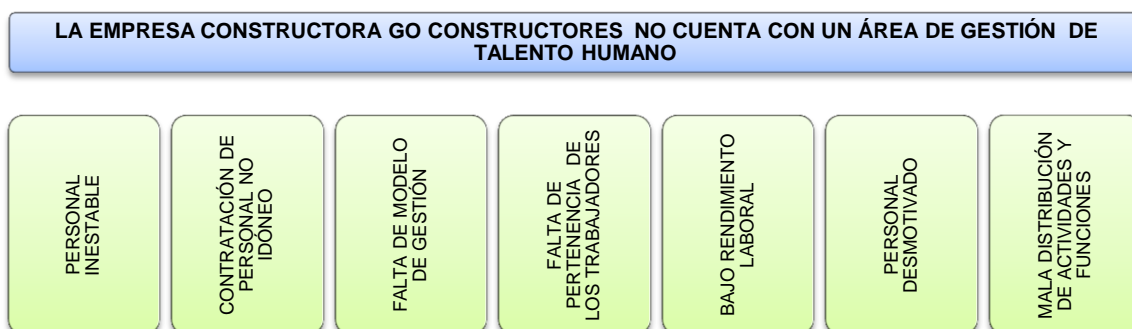 LA EMPRESA CONSTRUCTORA GO CONSTRUCTORES NO CUENTA CON UN ÁREA DE GESTIÓN DE
TALENTO HUMANO
PERSONAL
INESTABLE
CONTRATACIÓN DE
PERSONAL NO
IDÓNEO
FALTA DE MODELO
DE GESTIÓN
FALTA DE
PERTENENCIA DE
LOS TRABAJADORES
BAJO RENDIMIENTO
LABORAL
PERSONAL
DESMOTIVADO
MALA DISTRIBUCIÓN
DE ACTIVIDADES Y
FUNCIONES